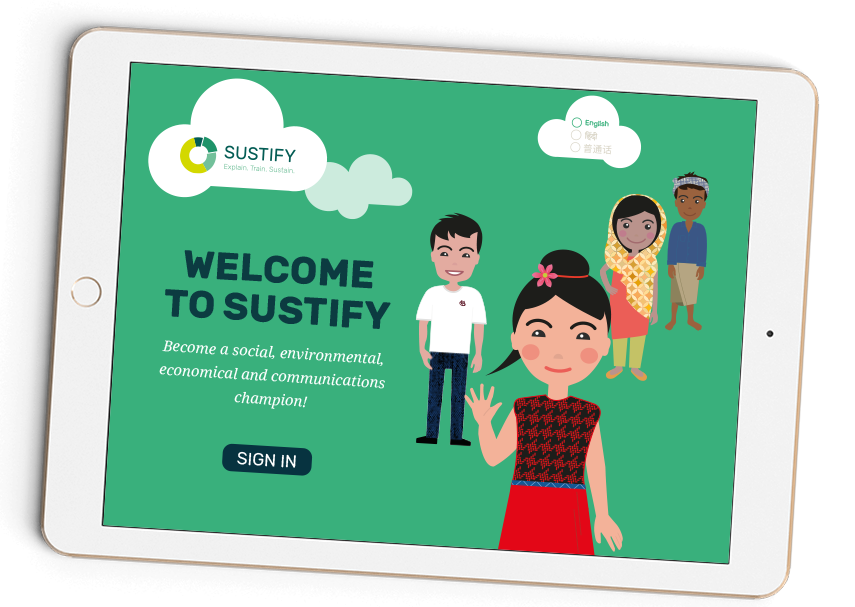 SUSTIFY
Explain. Train. Sustain.
English
普通话
WELCOME
TO SUSTIFY
Become a social, environmental,
economical and communications
champion!
SIGN IN